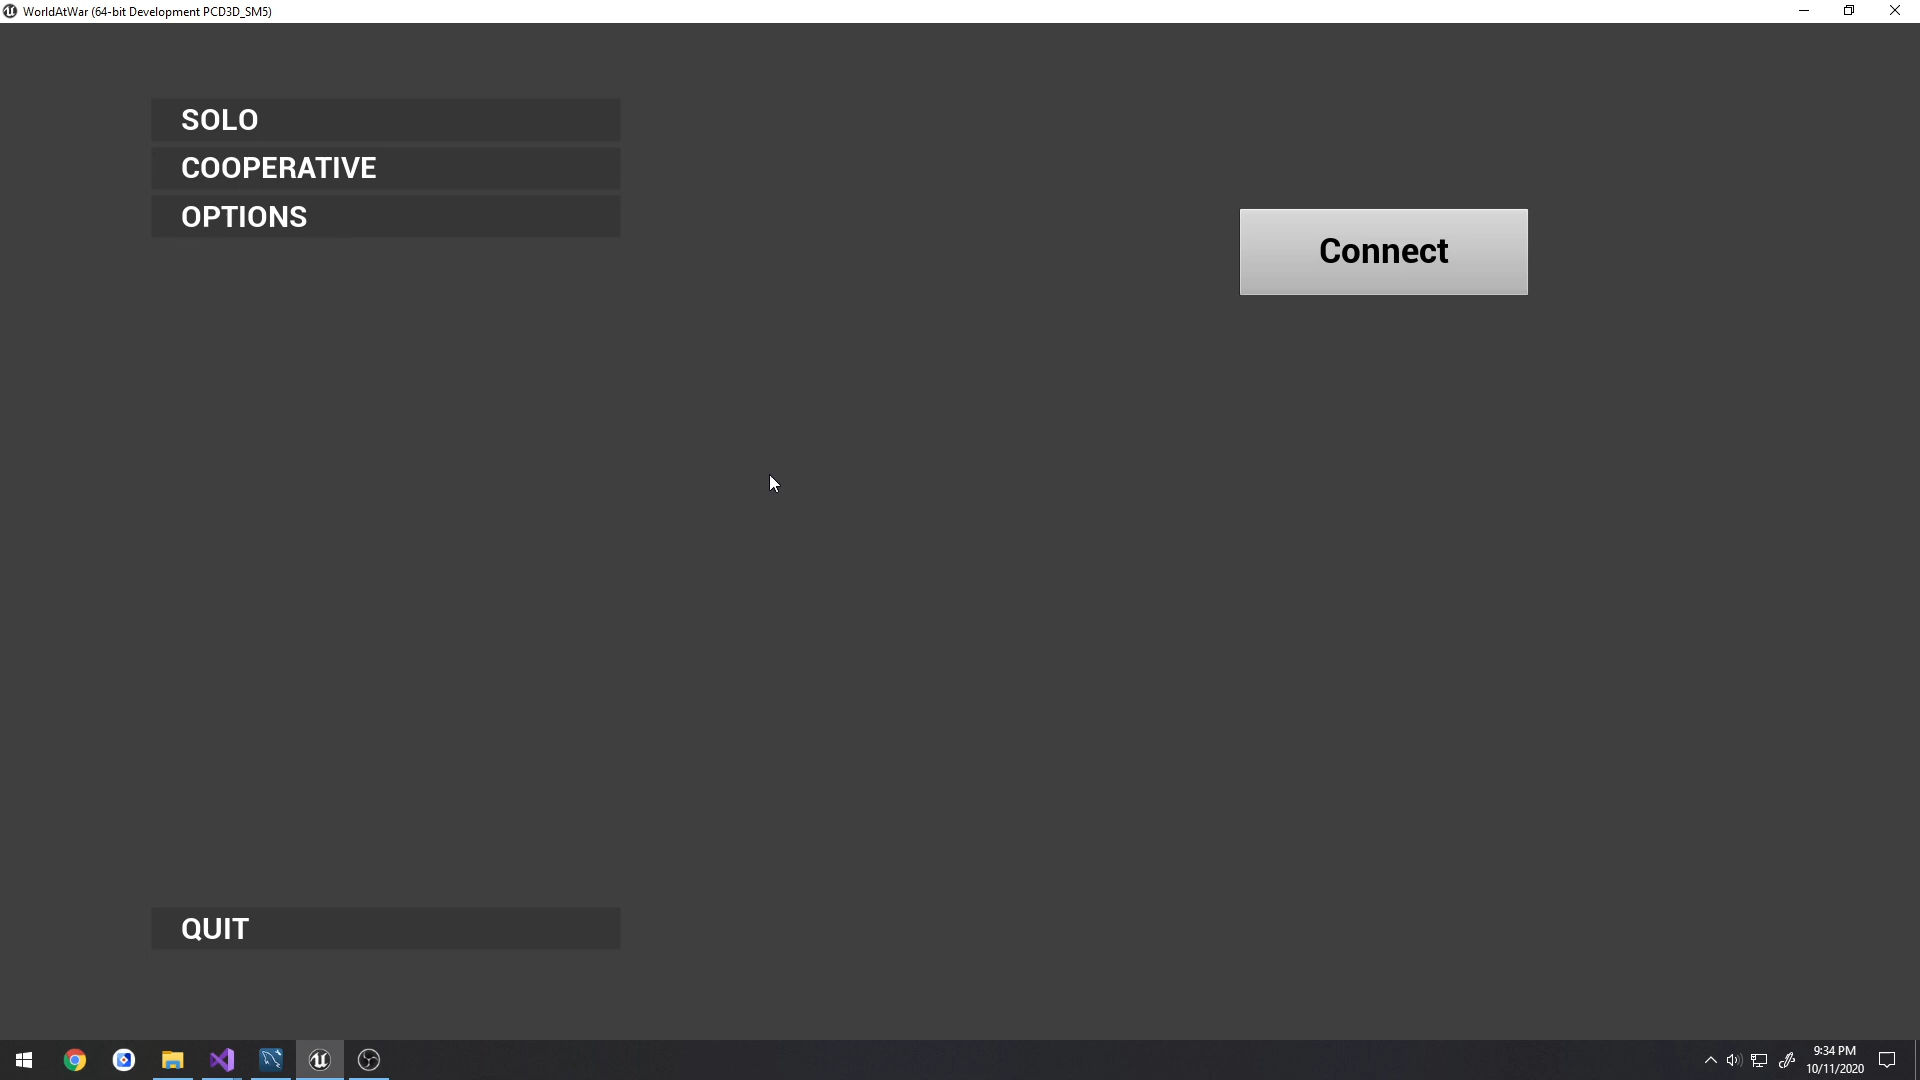 WorldAtWar (64-bit Development PCD3D_SM5)
SOLO
COOPERATIVE
OPTIONS
Connect
QUIT
9:34 PM
10/11/2020